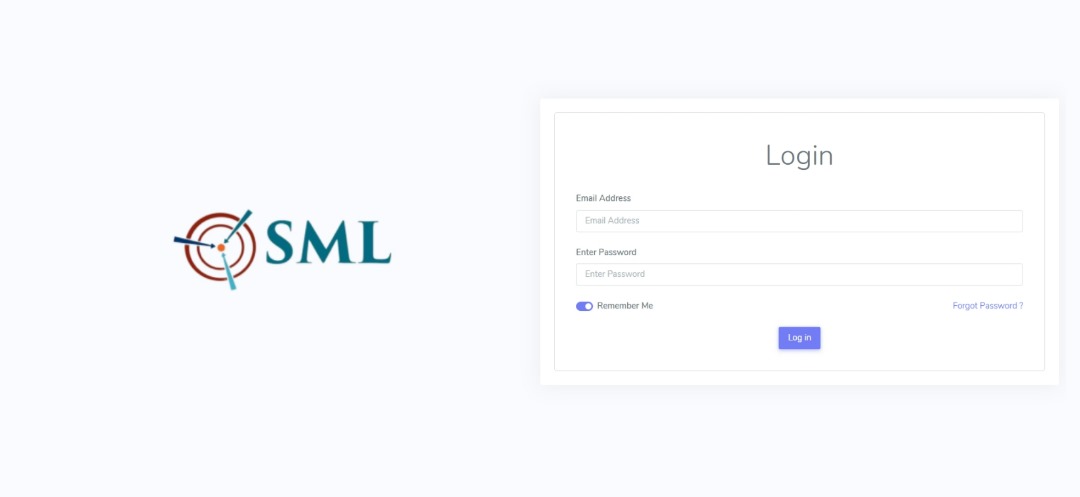 SML
Login
Email Address
Email Address
Enter Password
Enter Password
Remember Me
Forgot Password ?
Log in